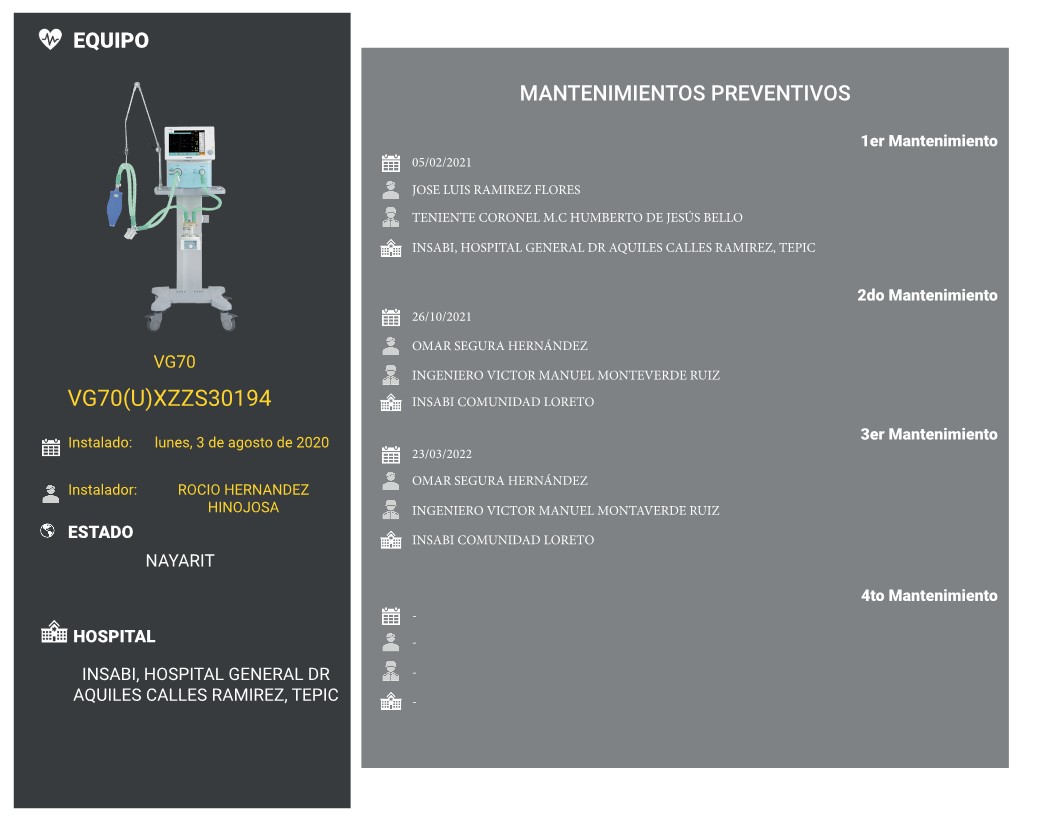 EQUIPO
VG70
VG70(U)XZZS30194
Instalado: lunes, 3 de agosto de 2020
Instalador: ROCIO HERNANDEZ
HINOJOSA
ESTADO
NAYARIT
HOSPITAL
INSABI, HOSPITAL GENERAL DR
AQUILES CALLES RAMIREZ, TEPIC
MANTENIMIENTOS PREVENTIVOS
1er Mantenimiento
05/02/2021
JOSE LUIS RAMIREZ FLORES
TENIENTE CORONEL M.C HUMBERTO DE JESÚS BELLO
INSABI, HOSPITAL GENERAL DR AQUILES CALLES RAMIREZ, TEPIC
2do Mantenimiento
26/10/2021
OMAR SEGURA HERNÁNDEZ
INGENIERO VICTOR MANUEL MONTEVERDE RUIZ
INSABI COMUNIDAD LORETO
3er Mantenimiento
23/03/2022
OMAR SEGURA HERNÁNDEZ
INGENIERO VICTOR MANUEL MONTAVERDE RUIZ
INSABI COMUNIDAD LORETO
4to Mantenimiento
-
-
-
-